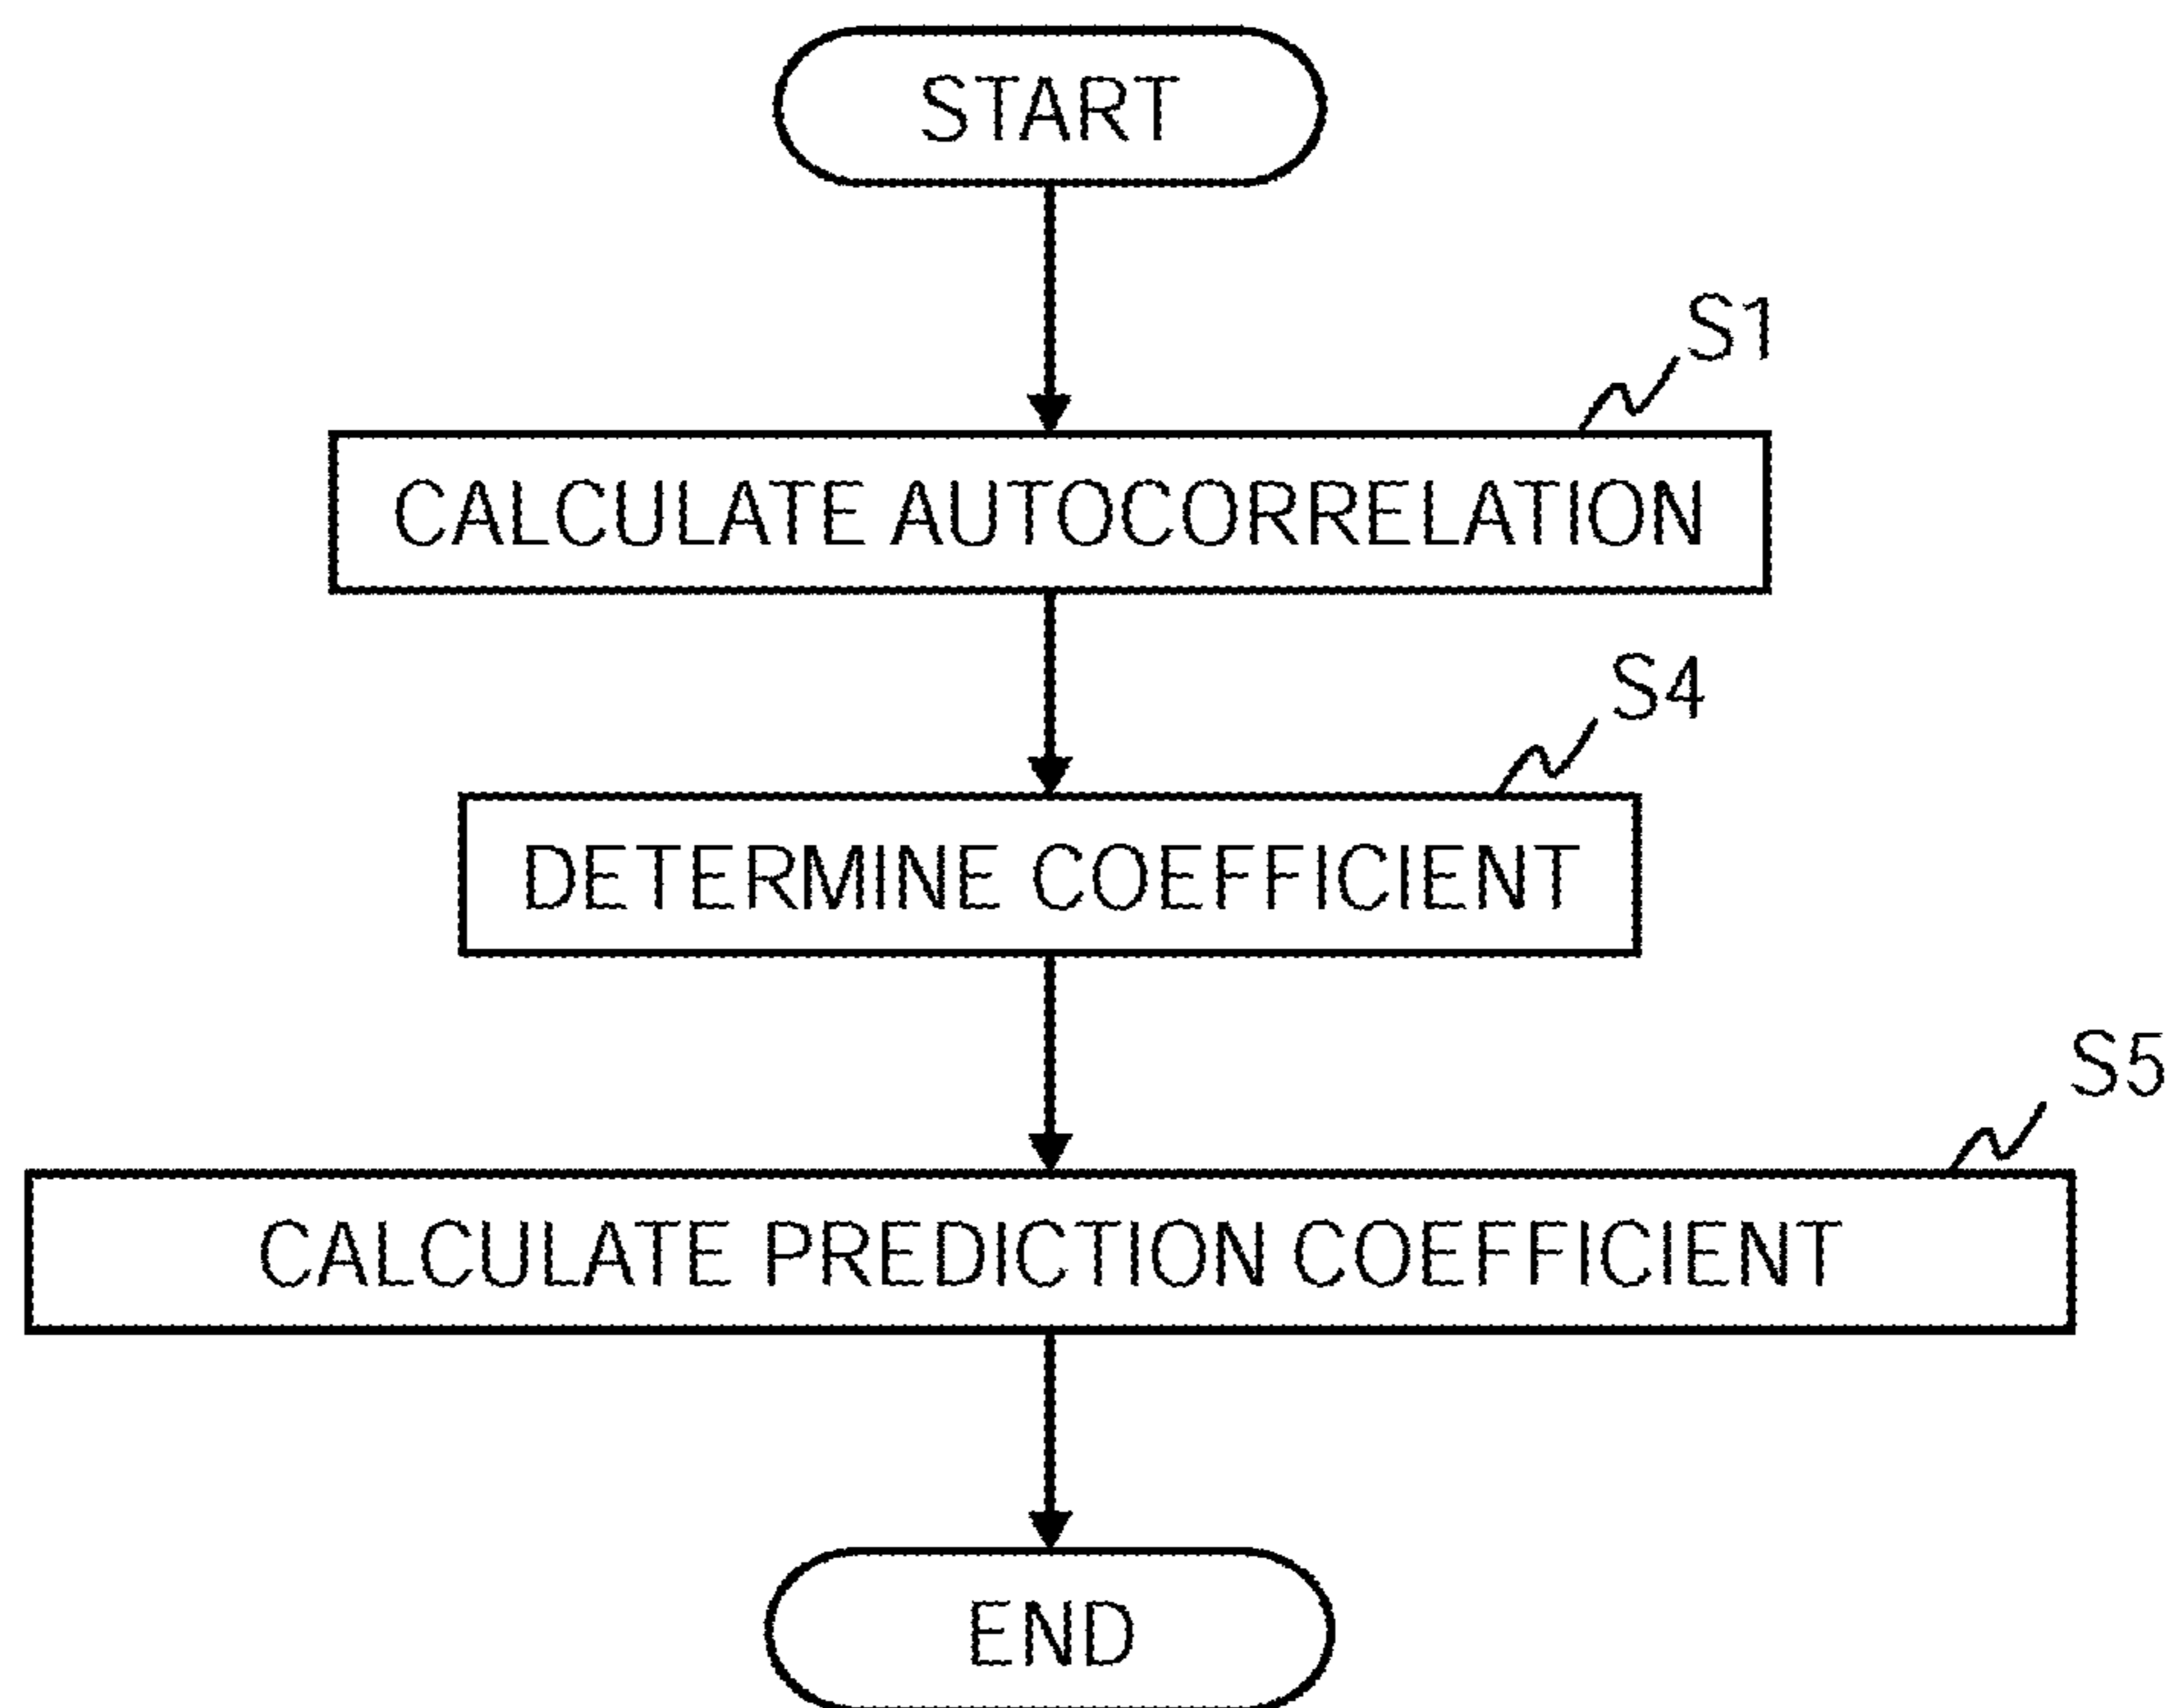 START
S1
CALCULATE AUTOCORRELATION
S4
DETERMINE COEFFICIENT
S5
CALCULATE PREDICTION COEFFICIENT
END